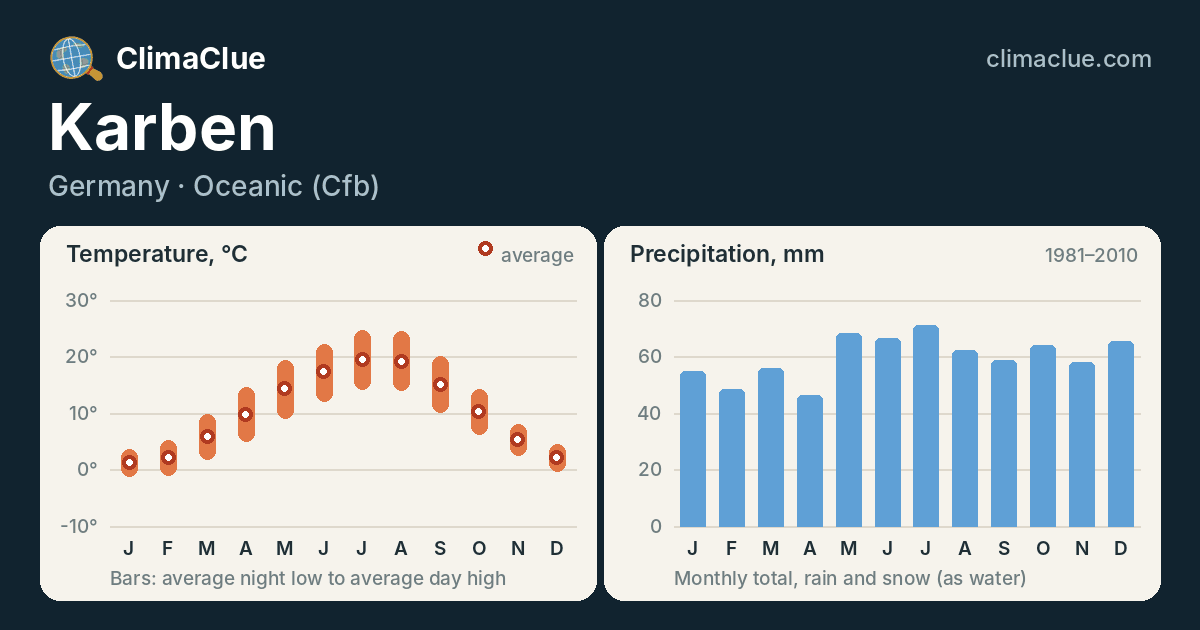 ClimaClue
climaclue.com
Karben
Germany · Oceanic (Cfb)
Temperature, °C
average
30°
20°
10°
0°
-10°
J F M A M J J A S O N D
Bars: average night low to average day high
Precipitation, mm
1981–2010
80
60
40
20
0
J F M A M J J A S O N D
Monthly total, rain and snow (as water)